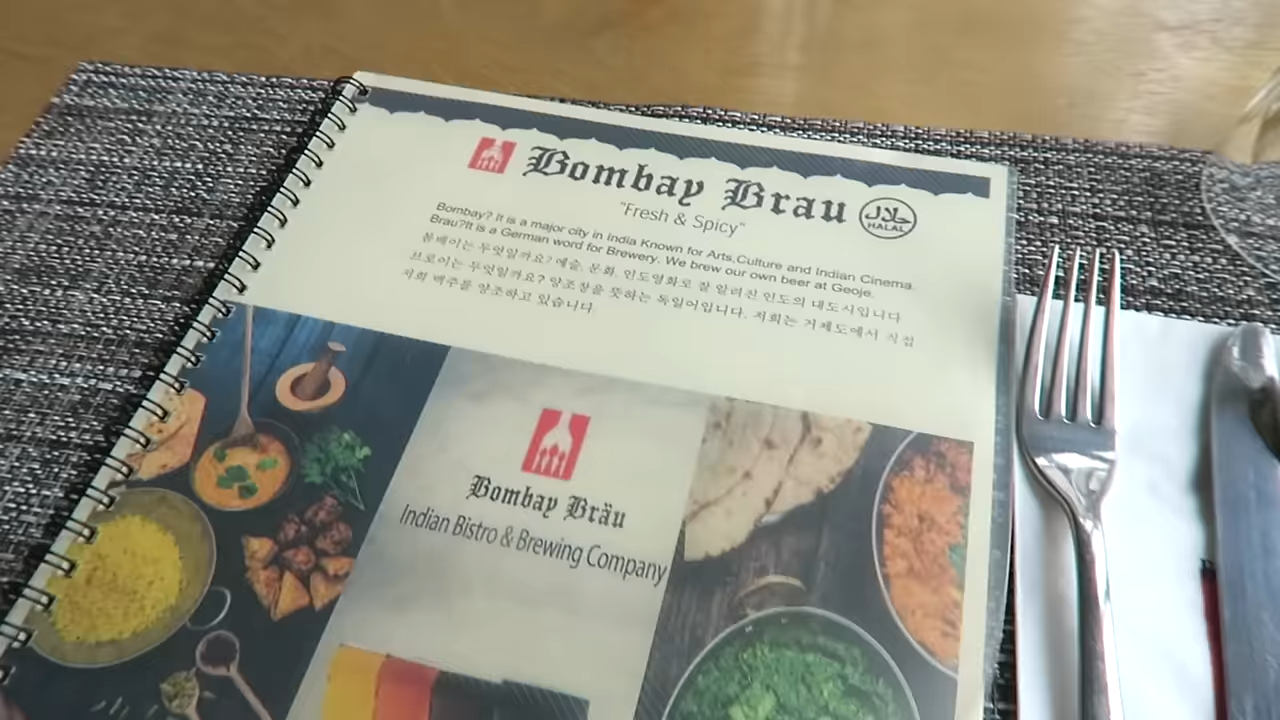 Bombay Brau
حلال
HALAL
"Fresh & Spicy"
Bombay? It is a major city in India Known for Arts,Culture and Indian Cinema.
Brau?It is a German word for Brewery. We brew our own beer at Geoje.
봄베이는 무엇일까요? 예술, 문화, 인도영화로 잘 알려진 인도의 대도시입니다
브로이는 무엇일까요? 양조장을 뜻하는 독일어입니다. 저희는 거제도에서 직접
저희 맥주를 양조하고 있습니다
Bombay Bräu
Indian Bistro & Brewing Company